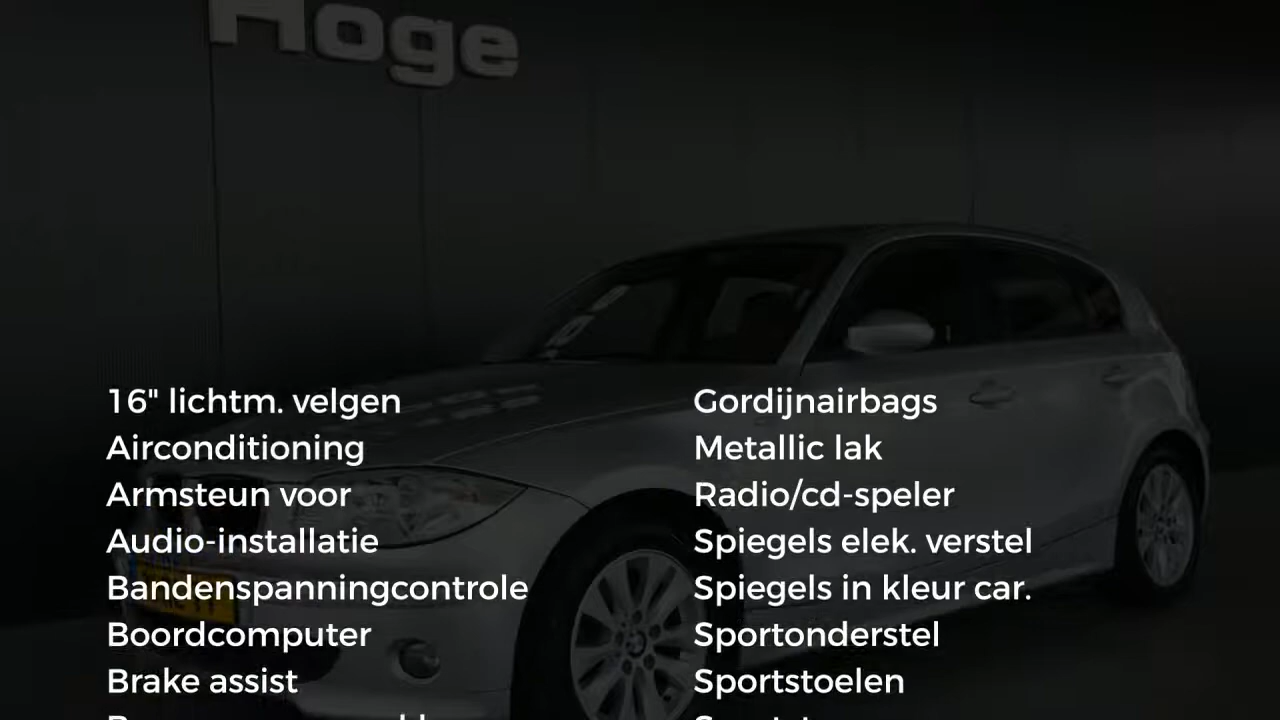 Hoge
16" lichtm. velgen
Airconditioning
Armsteun voor
Audio-installatie
Bandenspanningcontrole
Boordcomputer
Brake assist
Gordijnairbags
Metallic lak
Radio/cd-speler
Spiegels elek. verstel
Spiegels in kleur car.
Sportonderstel
Sportstoelen